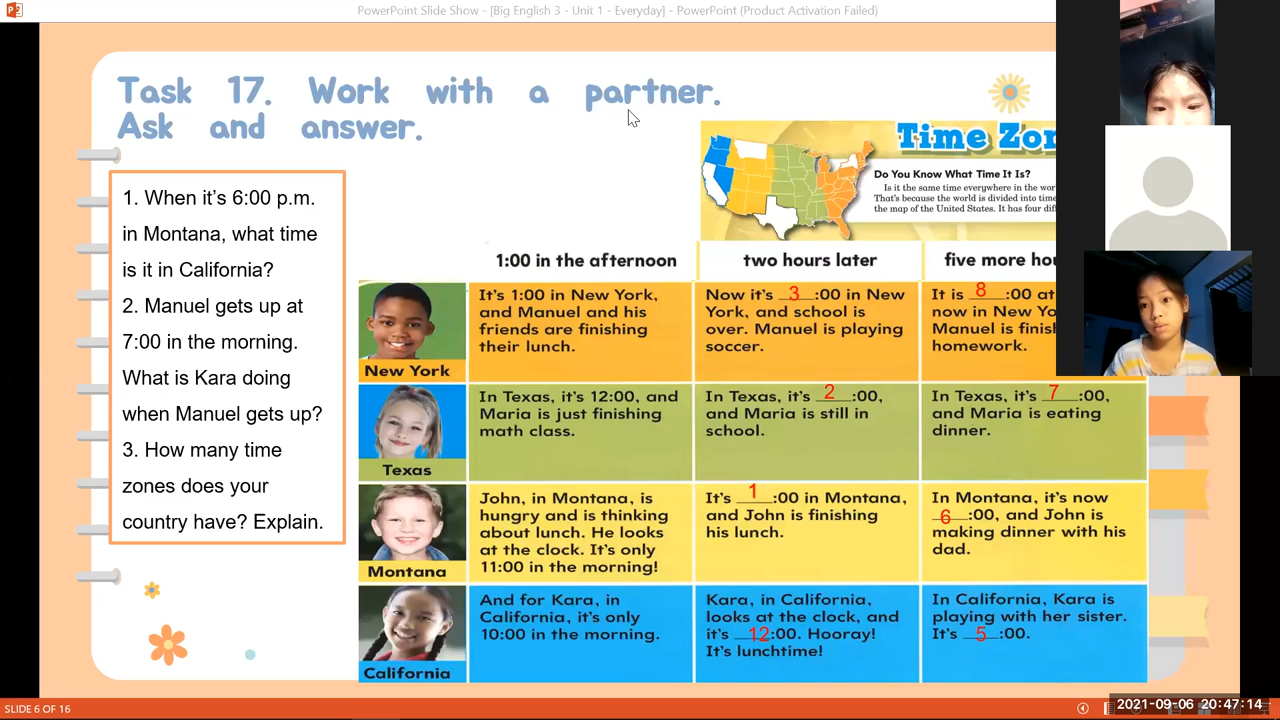 PowerPoint Slide Show - [Big English 3 - Unit 1 - Everyday] - PowerPoint (Product Activation Failed)
Task 17. Work with a partner.
Ask and answer.
1. When it's 6:00 p.m.
in Montana, what time
is it in California?
2. Manuel gets up at
7:00 in the morning.
What is Kara doing
when Manuel gets up?
3. How many time
zones does your
country have? Explain.
Time Zon
Do You Know What Time It Is?
Is it the same time everywhere in the wor
That's because the world is divided into time
the map of the United States. It has four dif
1:00 in the afternoon
two hours later
five more hou
New York
It's 1:00 in New York,
and Manuel and his
friends are finishing
their lunch.
Now it's 3:00 in New
York, and school is
over. Manuel is playing
soccer.
It is 8:00 at
now in New Yo
Manuel is finish
homework.
Texas
In Texas, it's 12:00, and
Maria is just finishing
math class.
In Texas, it's 2:00,
and Maria is still in
school.
In Texas, it's 7:00,
and Maria is eating
dinner.
Montana
John, in Montana, is
hungry and is thinking
about lunch. He looks
at the clock. It's only
11:00 in the morning!
It's 1:00 in Montana,
and John is finishing
his lunch.
In Montana, it's now
6:00, and John is
making dinner with his
dad.
California
And for Kara, in
California, it's only
10:00 in the morning.
Kara, in California,
looks at the clock, and
it's 12:00. Hooray!
It's lunchtime!
In California, Kara is
playing with her sister.
It's 5:00.
SLIDE 6 OF 16
2021-09-06 20:47:14